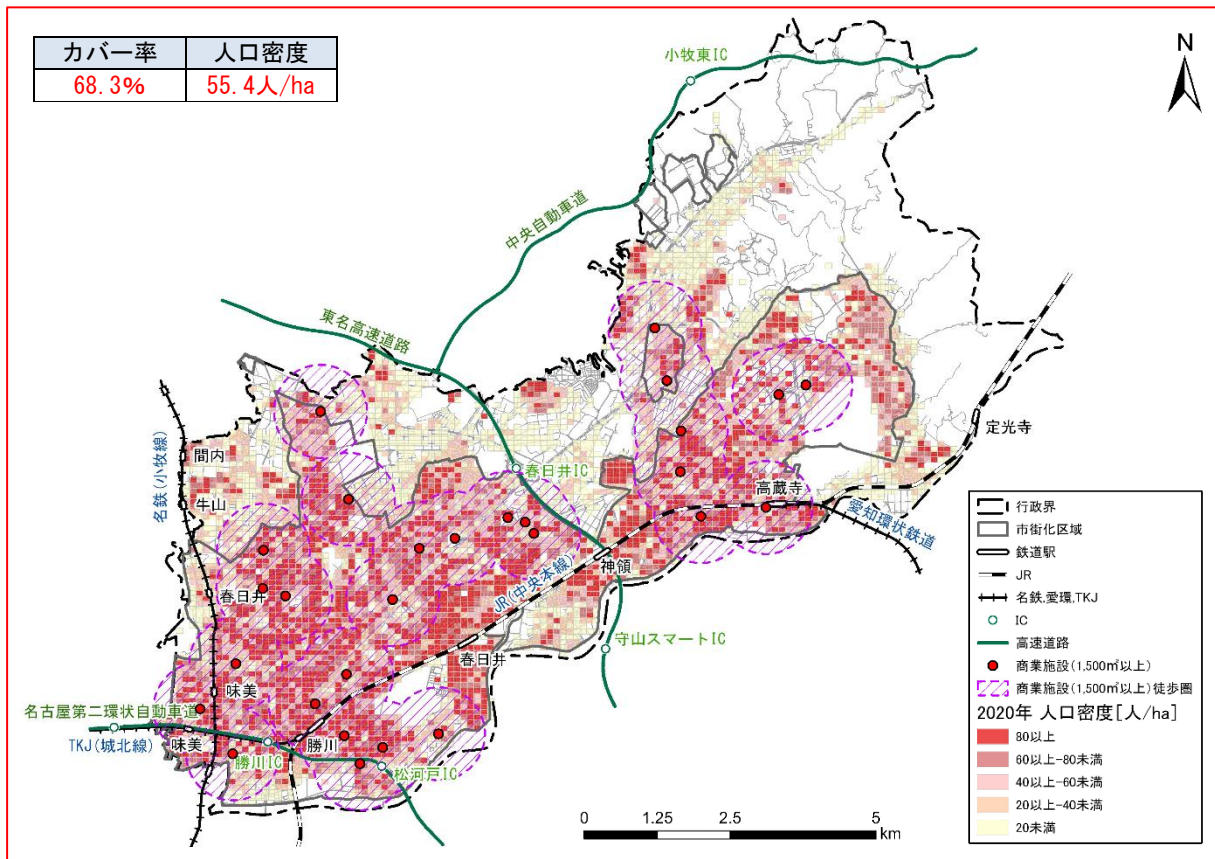 カバー率 人口密度
68.3% 55.4人/ha
小牧東IC
N
中央自動車道
東名高速道路
定光寺
名鉄(小牧線)
間内
牛山
春日井IC
高蔵寺
愛知環状鉄道
神領
JR(中央本線)
春日井
守山スマートIC
春日井
味美
名古屋第二環状自動車道
TKJ(城北線)
味美
勝川
勝川IC
松河戸IC
0 1.25 2.5 5
km
行政界
市街化区域
鉄道駅
JR
名鉄,愛環,TKJ
IC
高速道路
商業施設(1,500㎡以上)
商業施設(1,500㎡以上)徒歩圏
2020年 人口密度[人/ha]
80以上
60以上-80未満
40以上-60未満
20以上-40未満
20未満